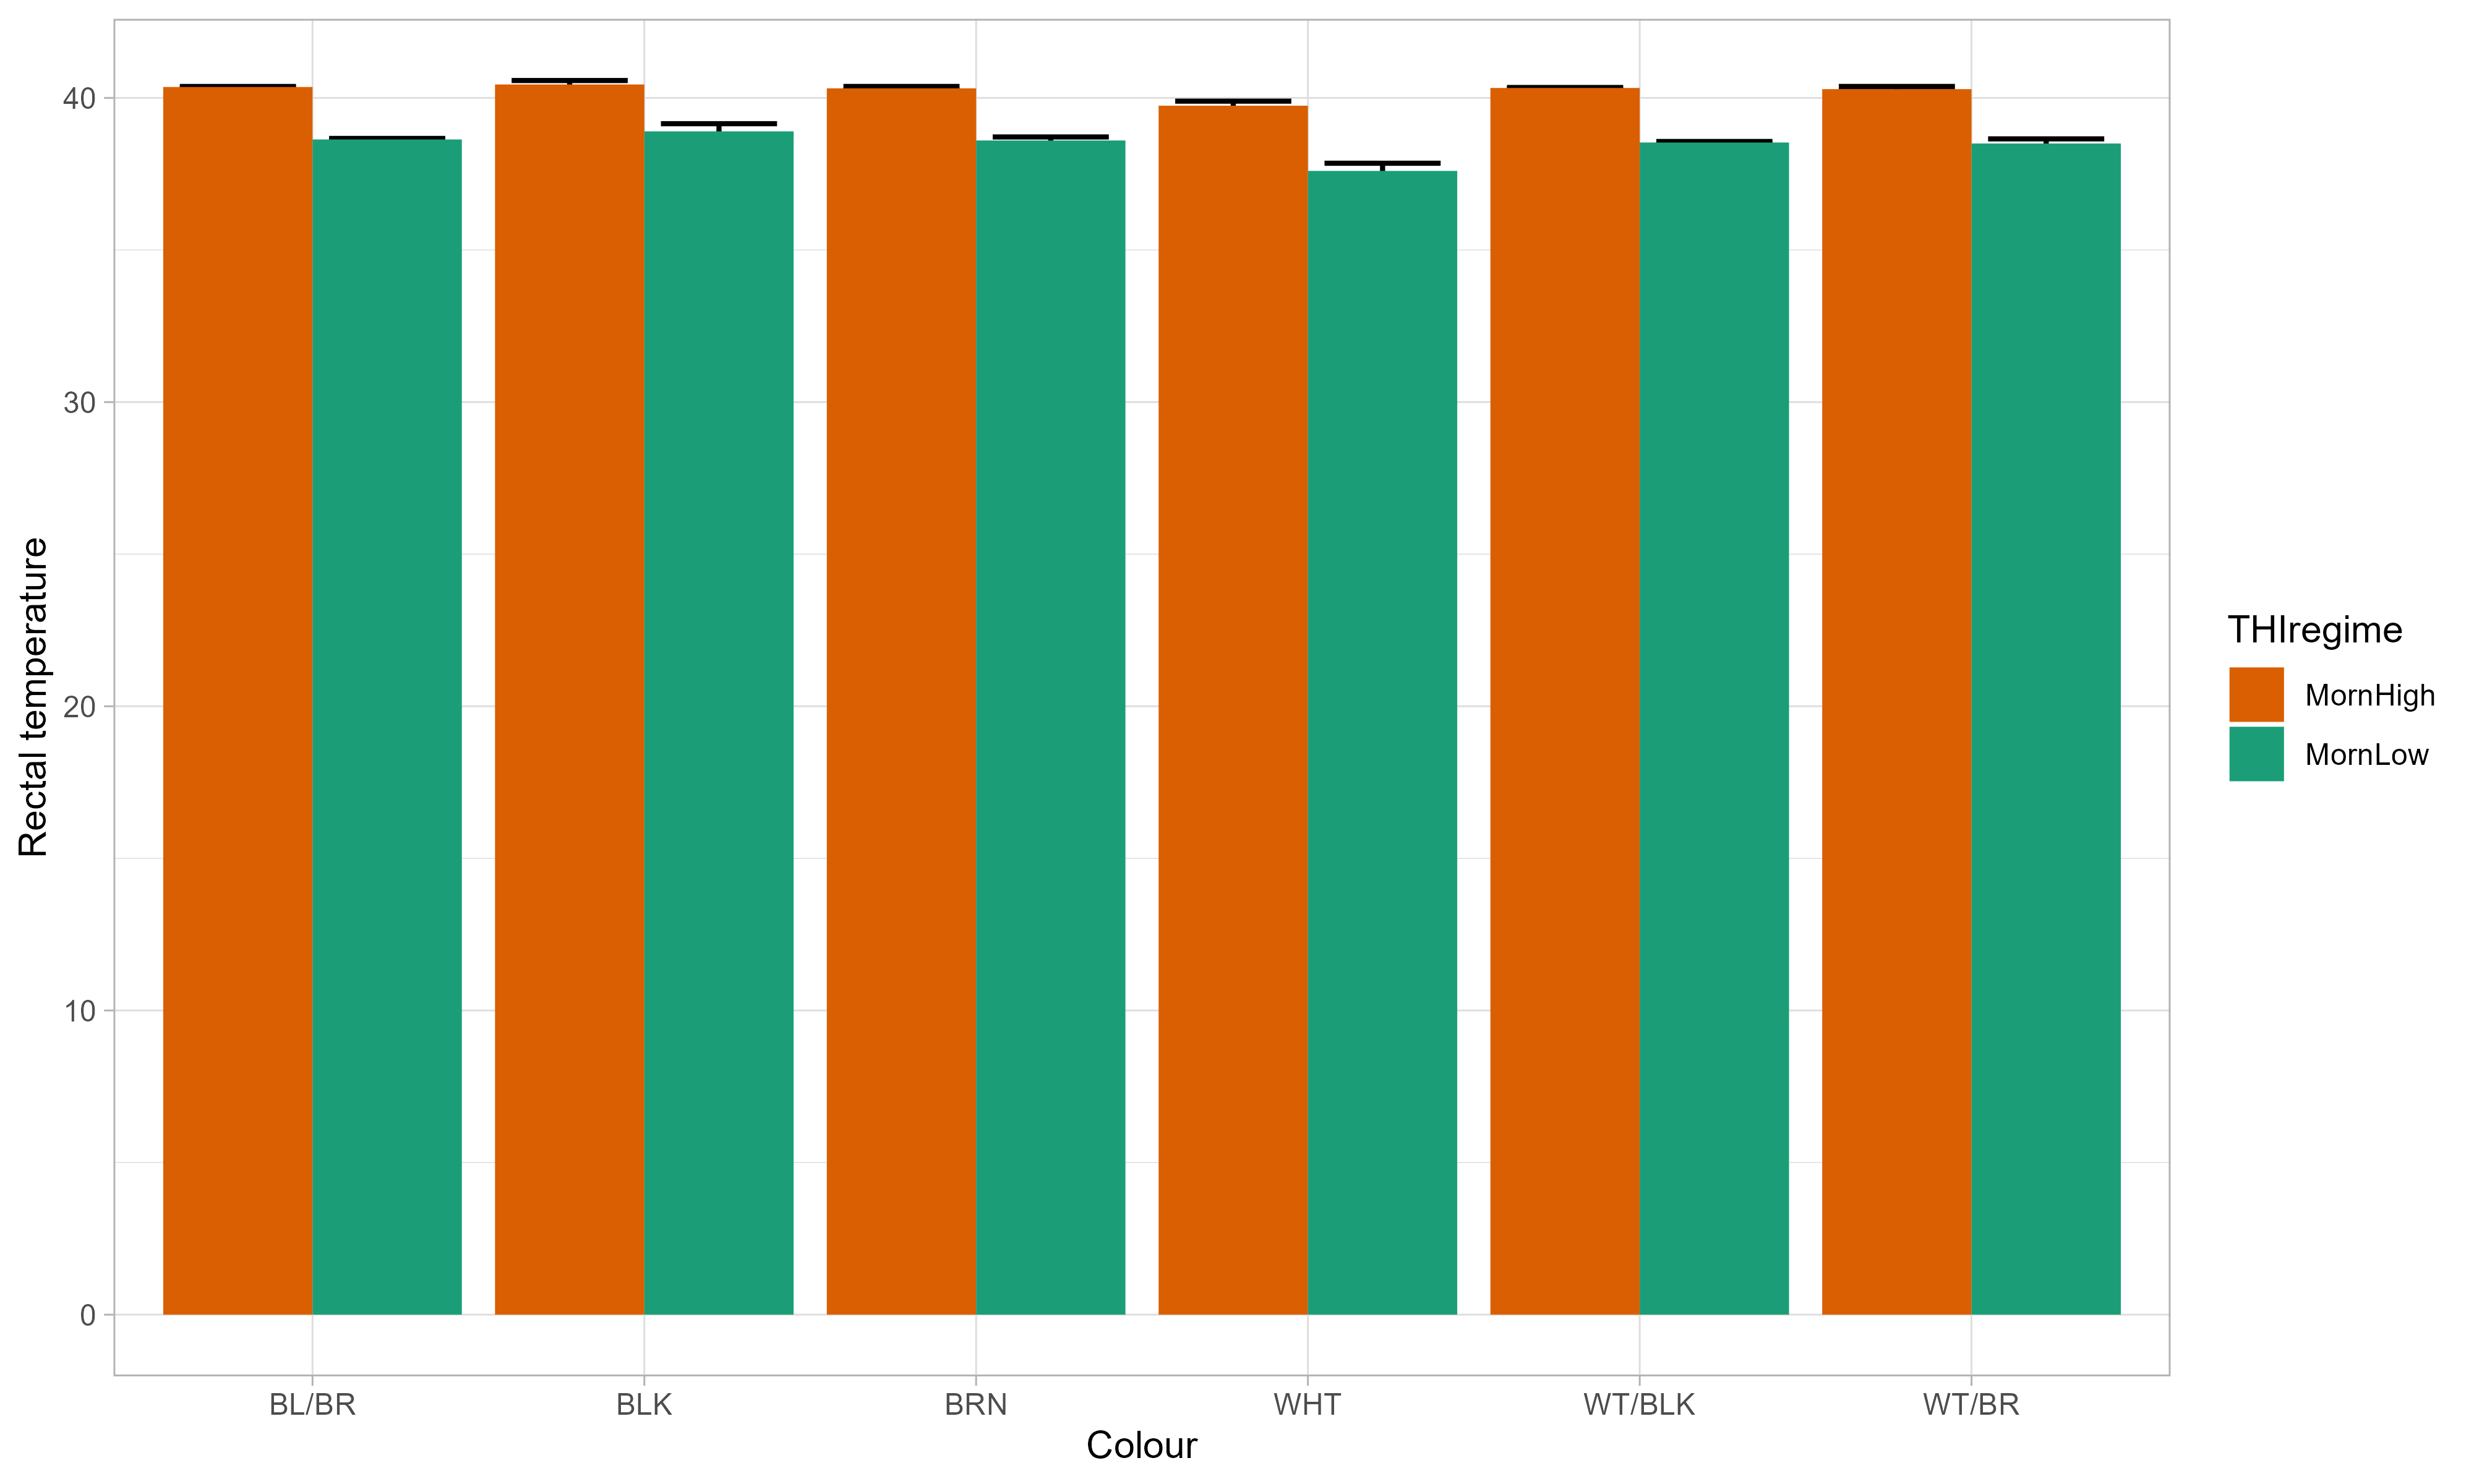 40
30
20
10
0
Rectal temperature
BL/BR
BLK
BRN
WHT
WT/BLK
WT/BR
Colour
THIregime
MornHigh
MornLow